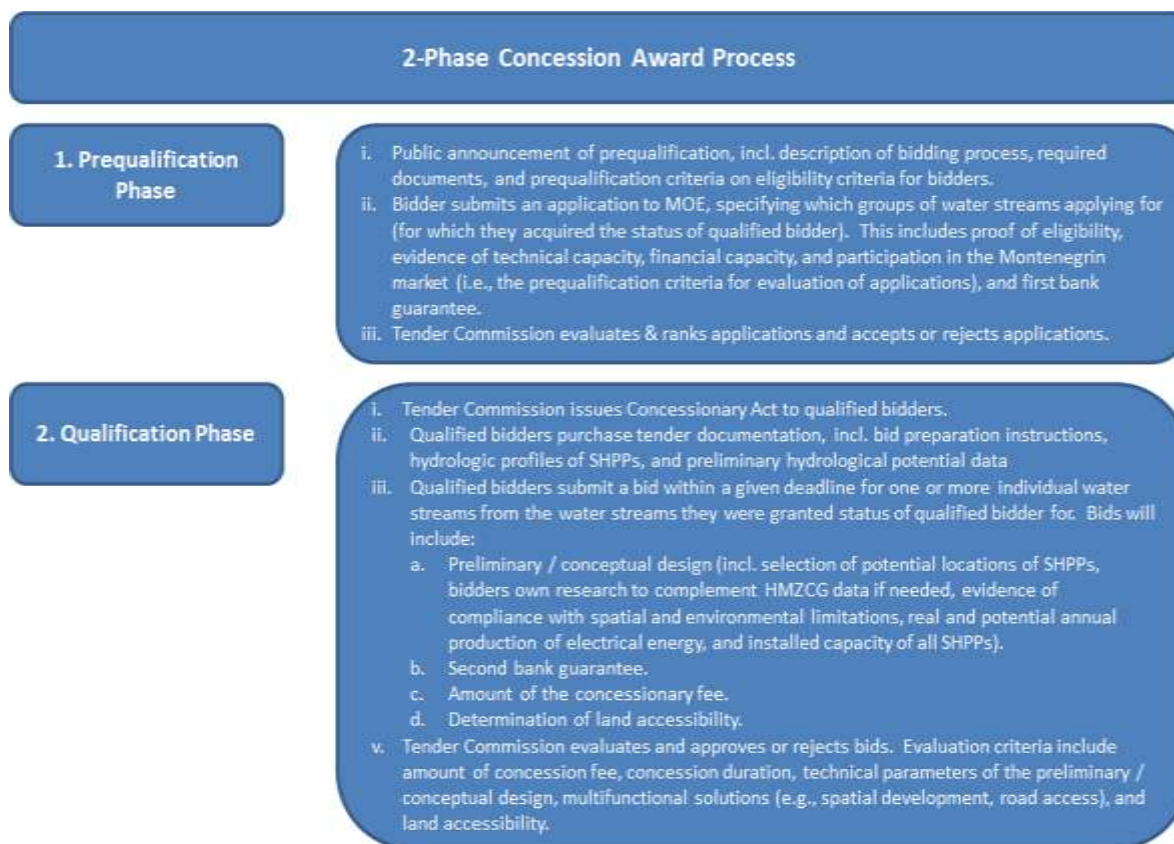 2-Phase Concession Award Process
1. Prequalification
Phase
i. Public announcement of prequalification, incl. description of bidding process, required
documents, and prequalification criteria on eligibility criteria for bidders.
ii. Bidder submits an application to MOE, specifying which groups of water streams applying for
(for which they acquired the status of qualified bidder). This includes proof of eligibility,
evidence of technical capacity, financial capacity, and participation in the Montenegrin
market (i.e., the prequalification criteria for evaluation of applications), and first bank
guarantee.
iii. Tender Commission evaluates & ranks applications and accepts or rejects applications.
2. Qualification Phase
i. Tender Commission issues Concessionary Act to qualified bidders.
ii. Qualified bidders purchase tender documentation, incl. bid preparation instructions,
hydrologic profiles of SHPPs, and preliminary hydrological potential data
iii. Qualified bidders submit a bid within a given deadline for one or more individual water
streams from the water streams they were granted status of qualified bidder for. Bids will
include:
a. Preliminary / conceptual design (incl. selection of potential locations of SHPPs,
bidders own research to complement HMZCG data if needed, evidence of
compliance with spatial and environmental limitations, real and potential annual
production of electrical energy, and installed capacity of all SHPPs).
b. Second bank guarantee.
c. Amount of the concessionary fee.
d. Determination of land accessibility.
v. Tender Commission evaluates and approves or rejects bids. Evaluation criteria include
amount of concession fee, concession duration, technical parameters of the preliminary /
conceptual design, multifunctional solutions (e.g., spatial development, road access), and
land accessibility.